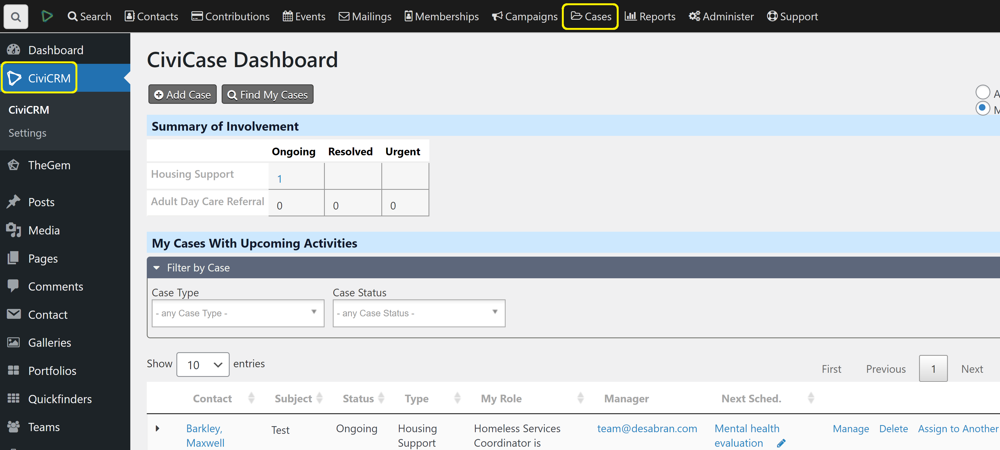 Search Contacts Contributions Events Mailings Memberships Campaigns Cases Reports Administer Support
Dashboard
CiviCRM
CiviCRM
Settings
TheGem
Posts
Media
Pages
Comments
Contact
Galleries
Portfolios
Quickfinders
Teams
CiviCase Dashboard
Add Case Find My Cases
A
M
Summary of Involvement
Ongoing Resolved Urgent
Housing Support 1
Adult Day Care Referral 0 0 0
My Cases With Upcoming Activities
Filter by Case
Case Type Case Status
- any Case Type - - any Case Status -
Show 10 entries
First Previous 1 Next
Contact Subject Status Type My Role Manager Next Sched.
Barkley, Test Ongoing Housing Homeless Services team@desabran.com Mental health Manage Delete Assign to Another
Maxwell Support Coordinator is evaluation